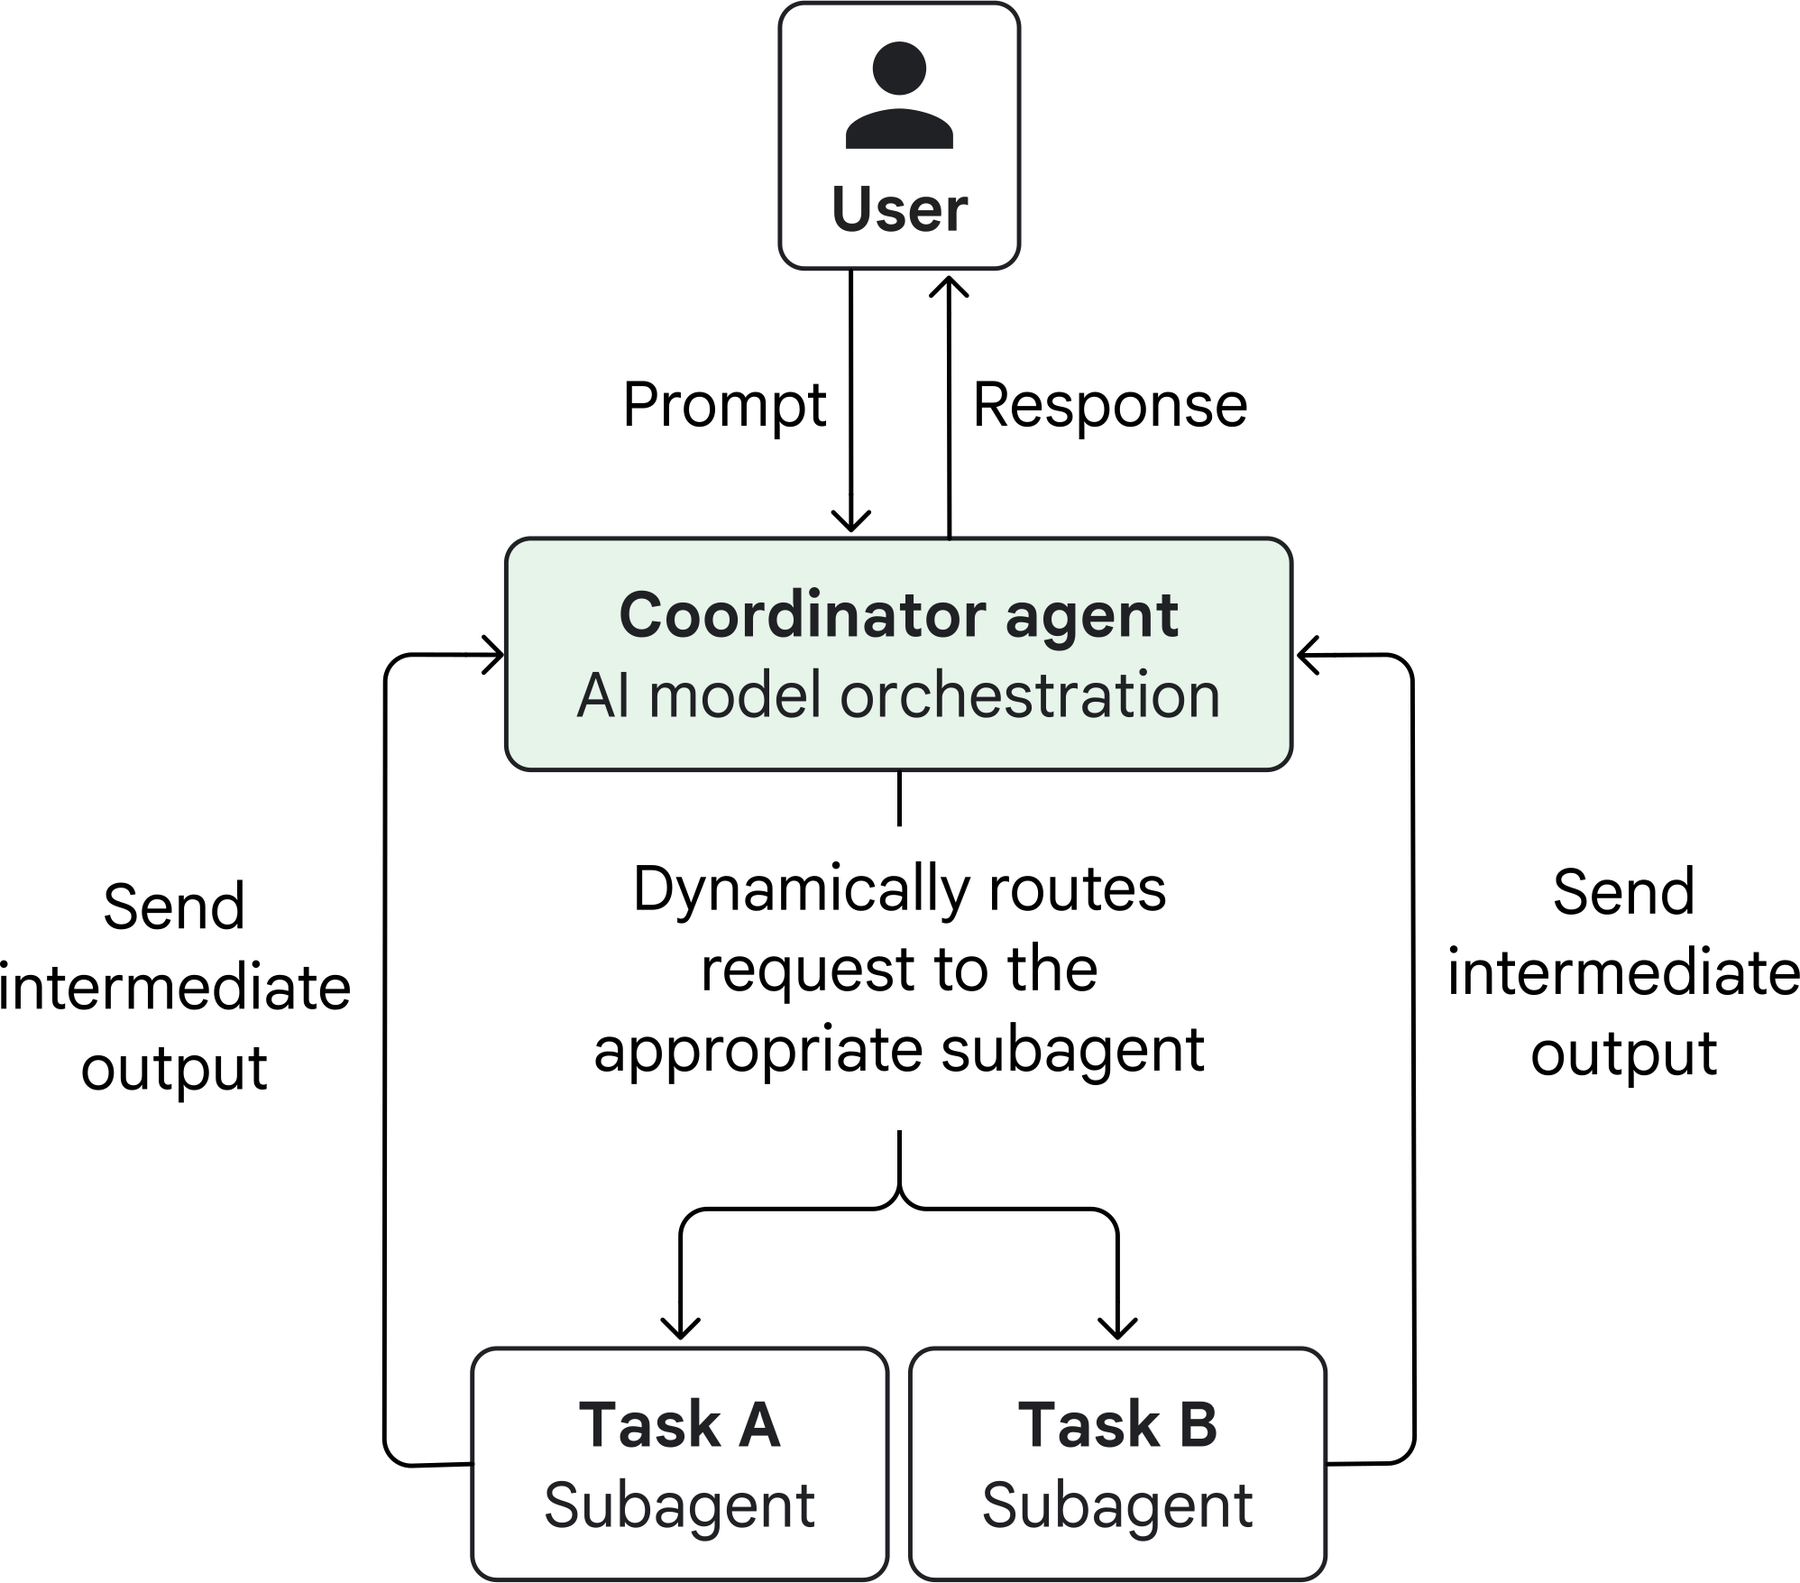 User
Prompt
Response
Coordinator agent
AI model orchestration
Send
intermediate
output
Dynamically routes
request to the
appropriate subagent
Send
intermediate
output
Task A
Subagent
Task B
Subagent